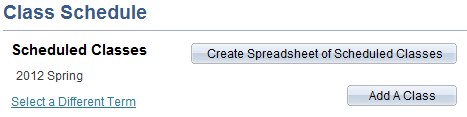 Class Schedule
Scheduled Classes
Create Spreadsheet of Scheduled Classes
2012 Spring
Select a Different Term
Add A Class